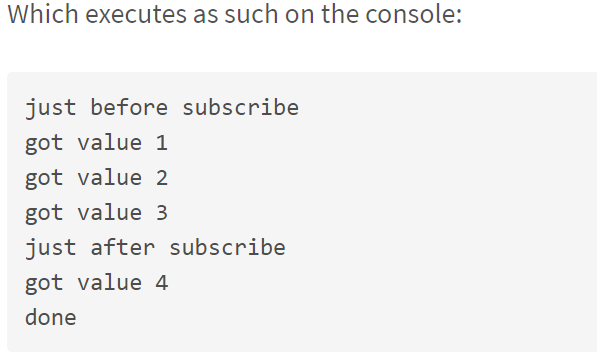 Which executes as such on the console:
just before subscribe
got value 1
got value 2
got value 3
just after subscribe
got value 4
done